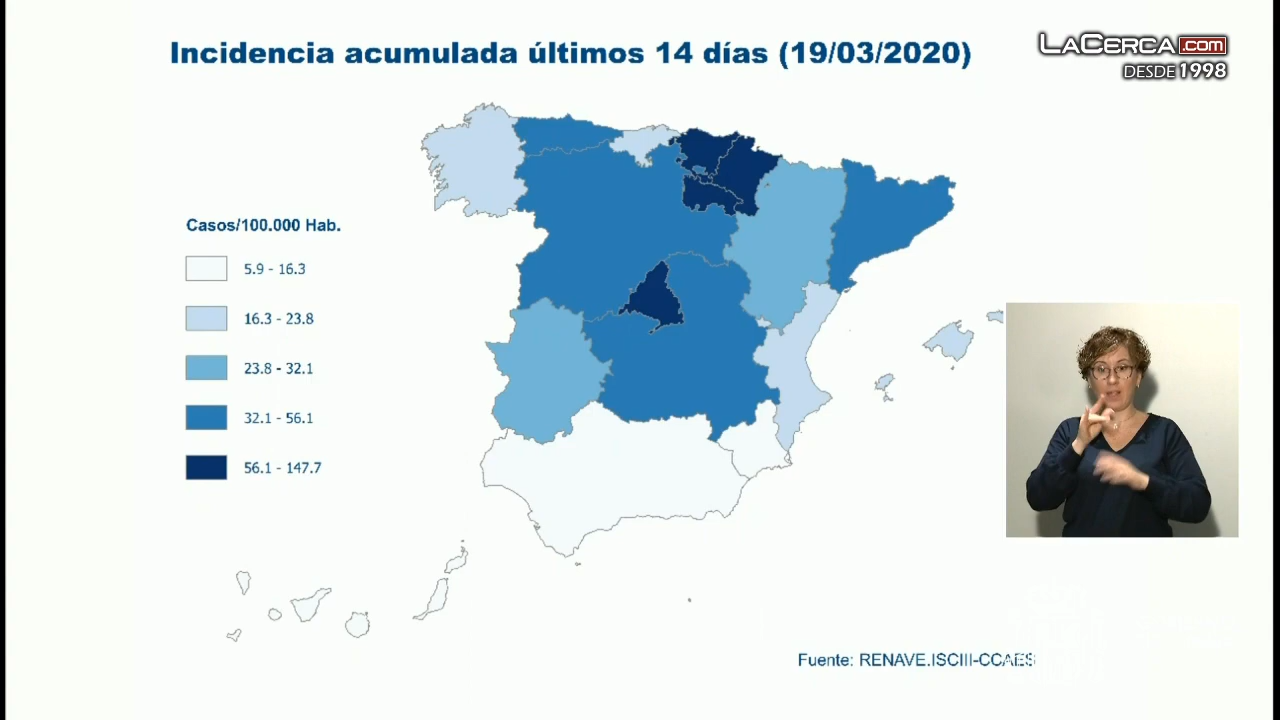 Incidencia acumulada últimos 14 días (19/03/2020)
LACERCA.com
DESDE 1998
Casos/100.000 Hab.
5.9 - 16.3
16.3 - 23.8
23.8 - 32.1
32.1 - 56.1
56.1 - 147.7
Fuente: RENAVE.ISCIII-CCAES